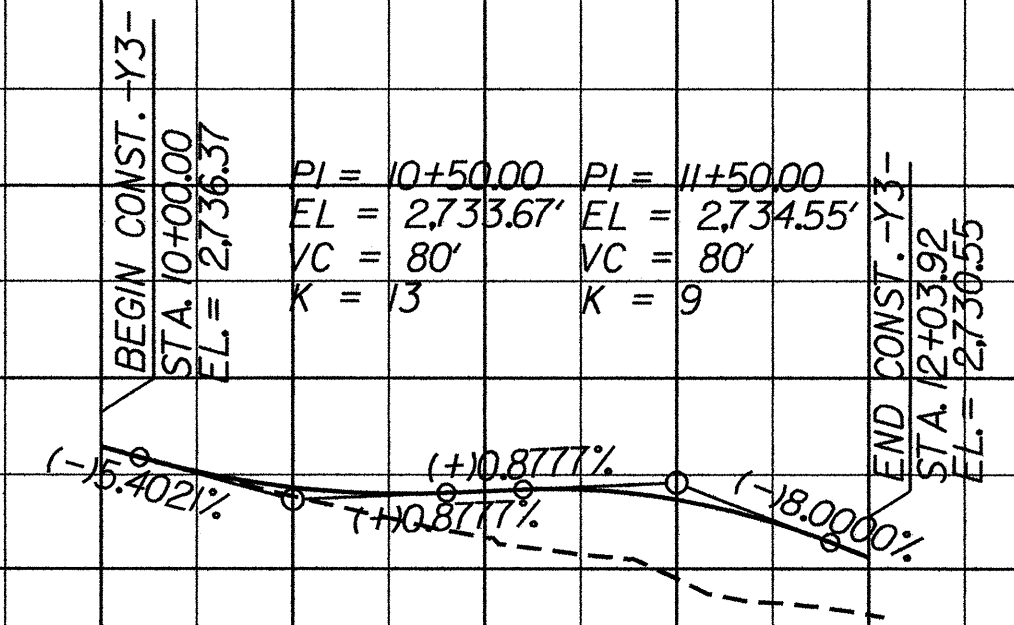 BEGIN CONST. -Y3-
STA. 10+00.00
EL. = 2,736.37
PI = 10+50.00
EL = 2,733.67'
VC = 80'
K = 13
PI = 11+50.00
EL = 2,734.55'
VC = 80'
K = 9
END CONST. -Y3-
STA. 12+03.92
EL. = 2,730.55
(-)5.4021%
(+)0.8777%
(+)0.8777%
(-)8.0000%